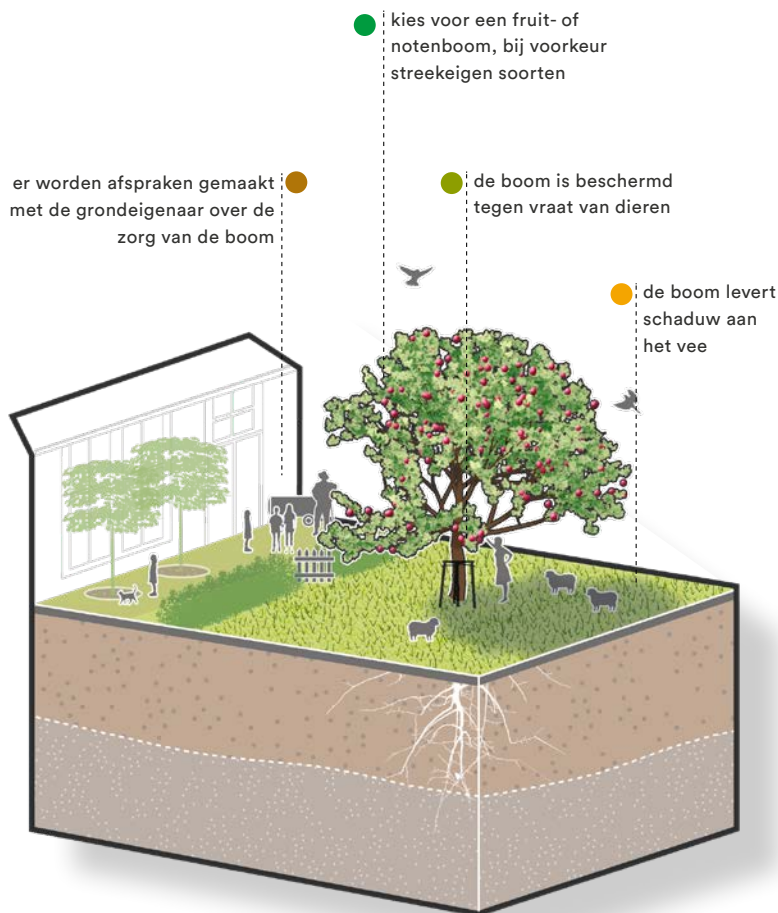 kies voor een fruit- of
notenboom, bij voorkeur
streekeigen soorten
er worden afspraken gemaakt
met de grondeigenaar over de
zorg van de boom
de boom is beschermd
tegen vraat van dieren
de boom levert
schaduw aan
het vee